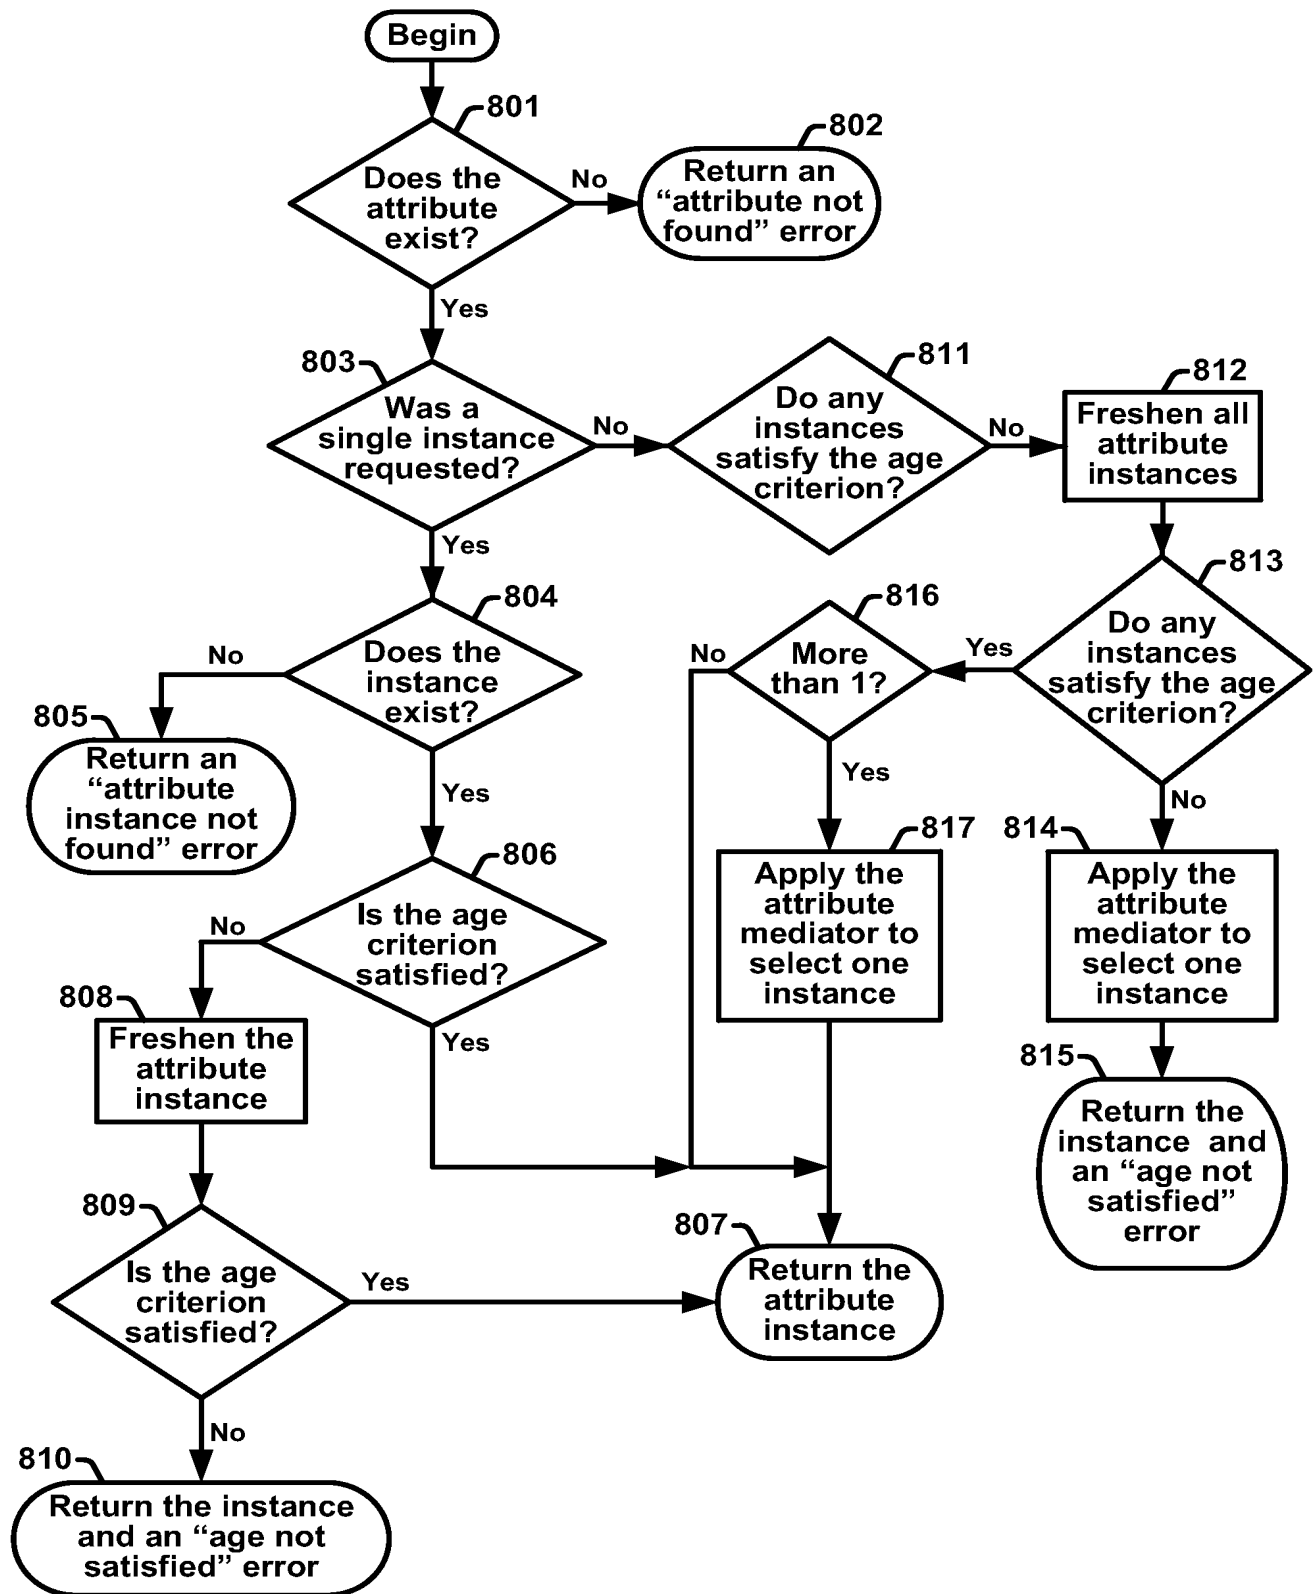 Begin
801
Does the
attribute
exist?
No
802
Return an
“attribute not
found” error
Yes
803
Was a
single instance
requested?
No
811
Do any
instances
satisfy the age
criterion?
No
812
Freshen all
attribute
instances
Yes
804
Does the
instance
exist?
No
805
Return an
“attribute
instance not
found” error
Yes
813
Do any
instances
satisfy the age
criterion?
Yes
816
More
than 1?
No
Yes
817
Apply the
attribute
mediator to
select one
instance
No
814
Apply the
attribute
mediator to
select one
instance
815
Return the
instance and
an “age not
satisfied”
error
806
Is the age
criterion
satisfied?
No
Yes
808
Freshen the
attribute
instance
809
Is the age
criterion
satisfied?
Yes
807
Return the
attribute
instance
No
810
Return the instance
and an “age not
satisfied” error